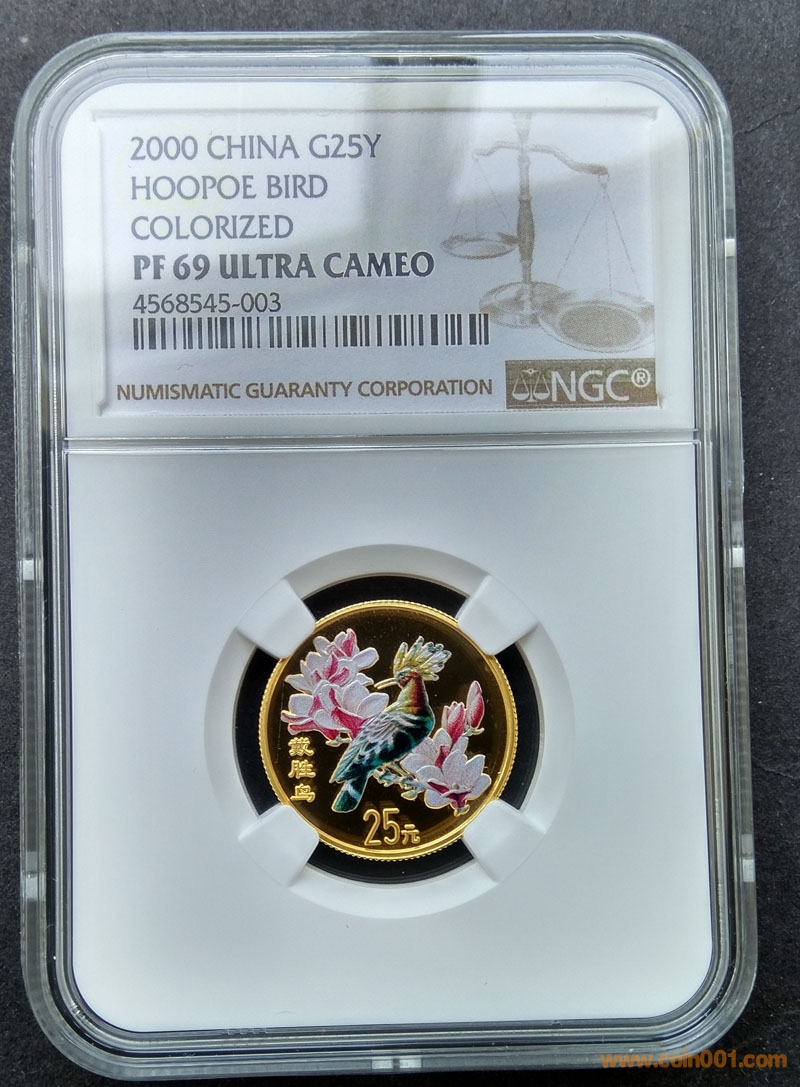 2000 CHINA G25Y
HOOPOE BIRD
COLORIZED
PF 69 ULTRA CAMEO
4568545-003
NUMISMATIC GUARANTY CORPORATION
NGC®
戴胜鸟
25元
www.coin001.com